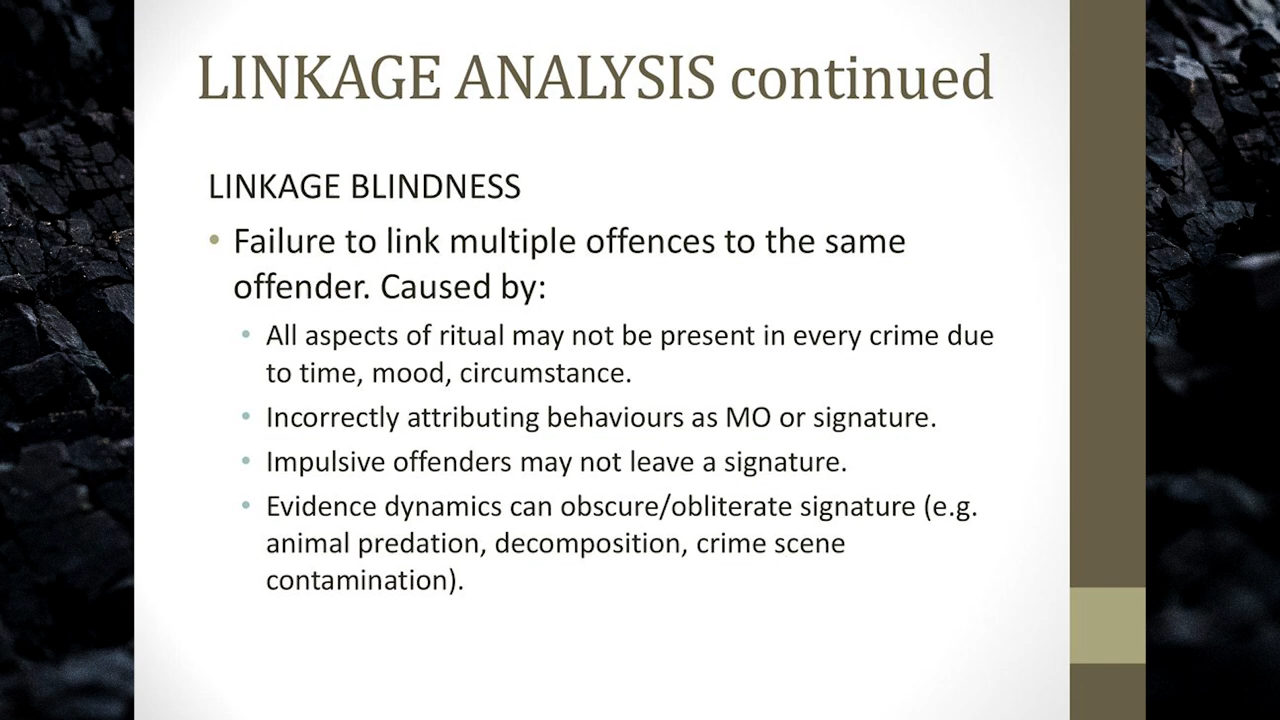 LINKAGE ANALYSIS continued
LINKAGE BLINDNESS
• Failure to link multiple offences to the same
offender. Caused by:
• All aspects of ritual may not be present in every crime due
to time, mood, circumstance.
• Incorrectly attributing behaviours as MO or signature.
• Impulsive offenders may not leave a signature.
• Evidence dynamics can obscure/obliterate signature (e.g.
animal predation, decomposition, crime scene
contamination).